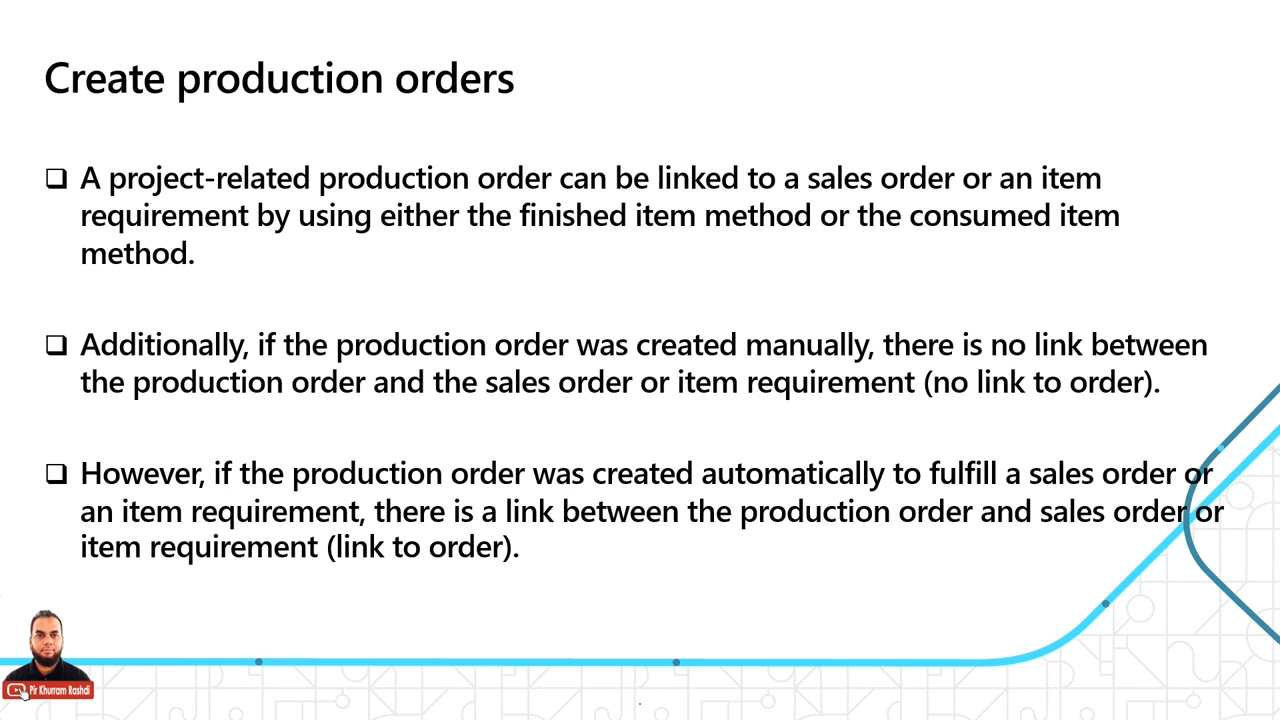 Create production orders
❑ A project-related production order can be linked to a sales order or an item
requirement by using either the finished item method or the consumed item
method.
❑ Additionally, if the production order was created manually, there is no link between
the production order and the sales order or item requirement (no link to order).
❑ However, if the production order was created automatically to fulfill a sales order or
an item requirement, there is a link between the production order and sales order or
item requirement (link to order).
Pir Khurram Rashdi
.